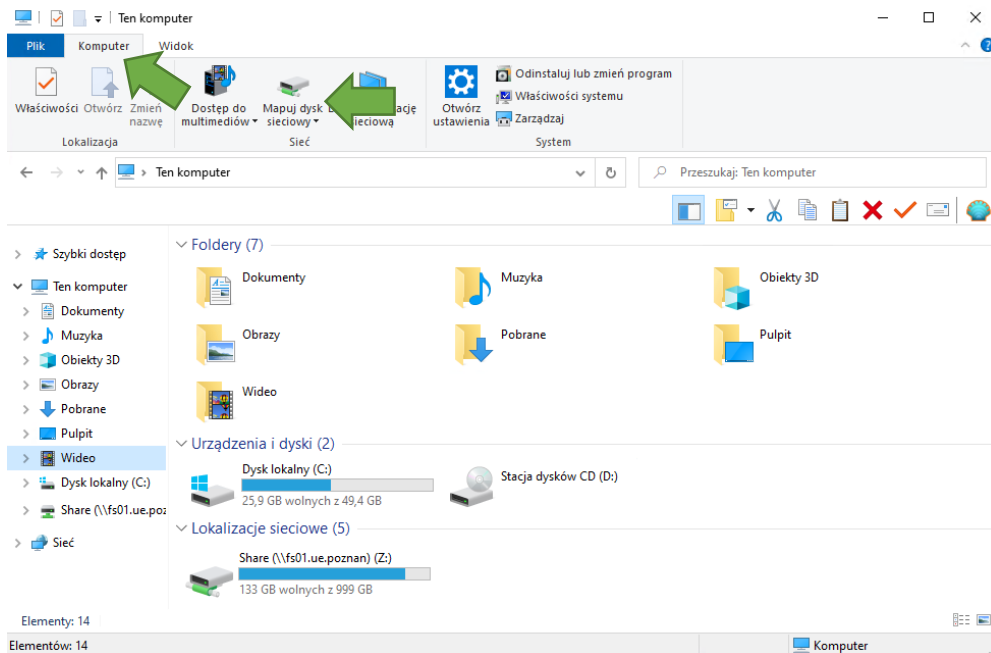 Ten komputer
Plik
Komputer
Widok
Właściwości
Otwórz
Zmień
nazwę
Lokalizacja
Dostęp do
multimediów
Mapuj dysk
sieciowy
Sieć
Otwórz
ustawienia
Odinstaluj lub zmień program
Właściwości systemu
Zarządzaj
System
Ten komputer
Przeszukaj: Ten komputer
Szybki dostęp
Ten komputer
Dokumenty
Muzyka
Obiekty 3D
Obrazy
Pobrane
Pulpit
Wideo
Dysk lokalny (C:)
Share (\\fs01.ue.poz
Sieć
Foldery (7)
Dokumenty
Muzyka
Obiekty 3D
Obrazy
Pobrane
Pulpit
Wideo
Urządzenia i dyski (2)
Dysk lokalny (C:)
25,9 GB wolnych z 49,4 GB
Stacja dysków CD (D:)
Lokalizacje sieciowe (5)
Share (\\fs01.ue.poznan) (Z:)
133 GB wolnych z 999 GB
Elementy: 14
Elementów: 14
Komputer